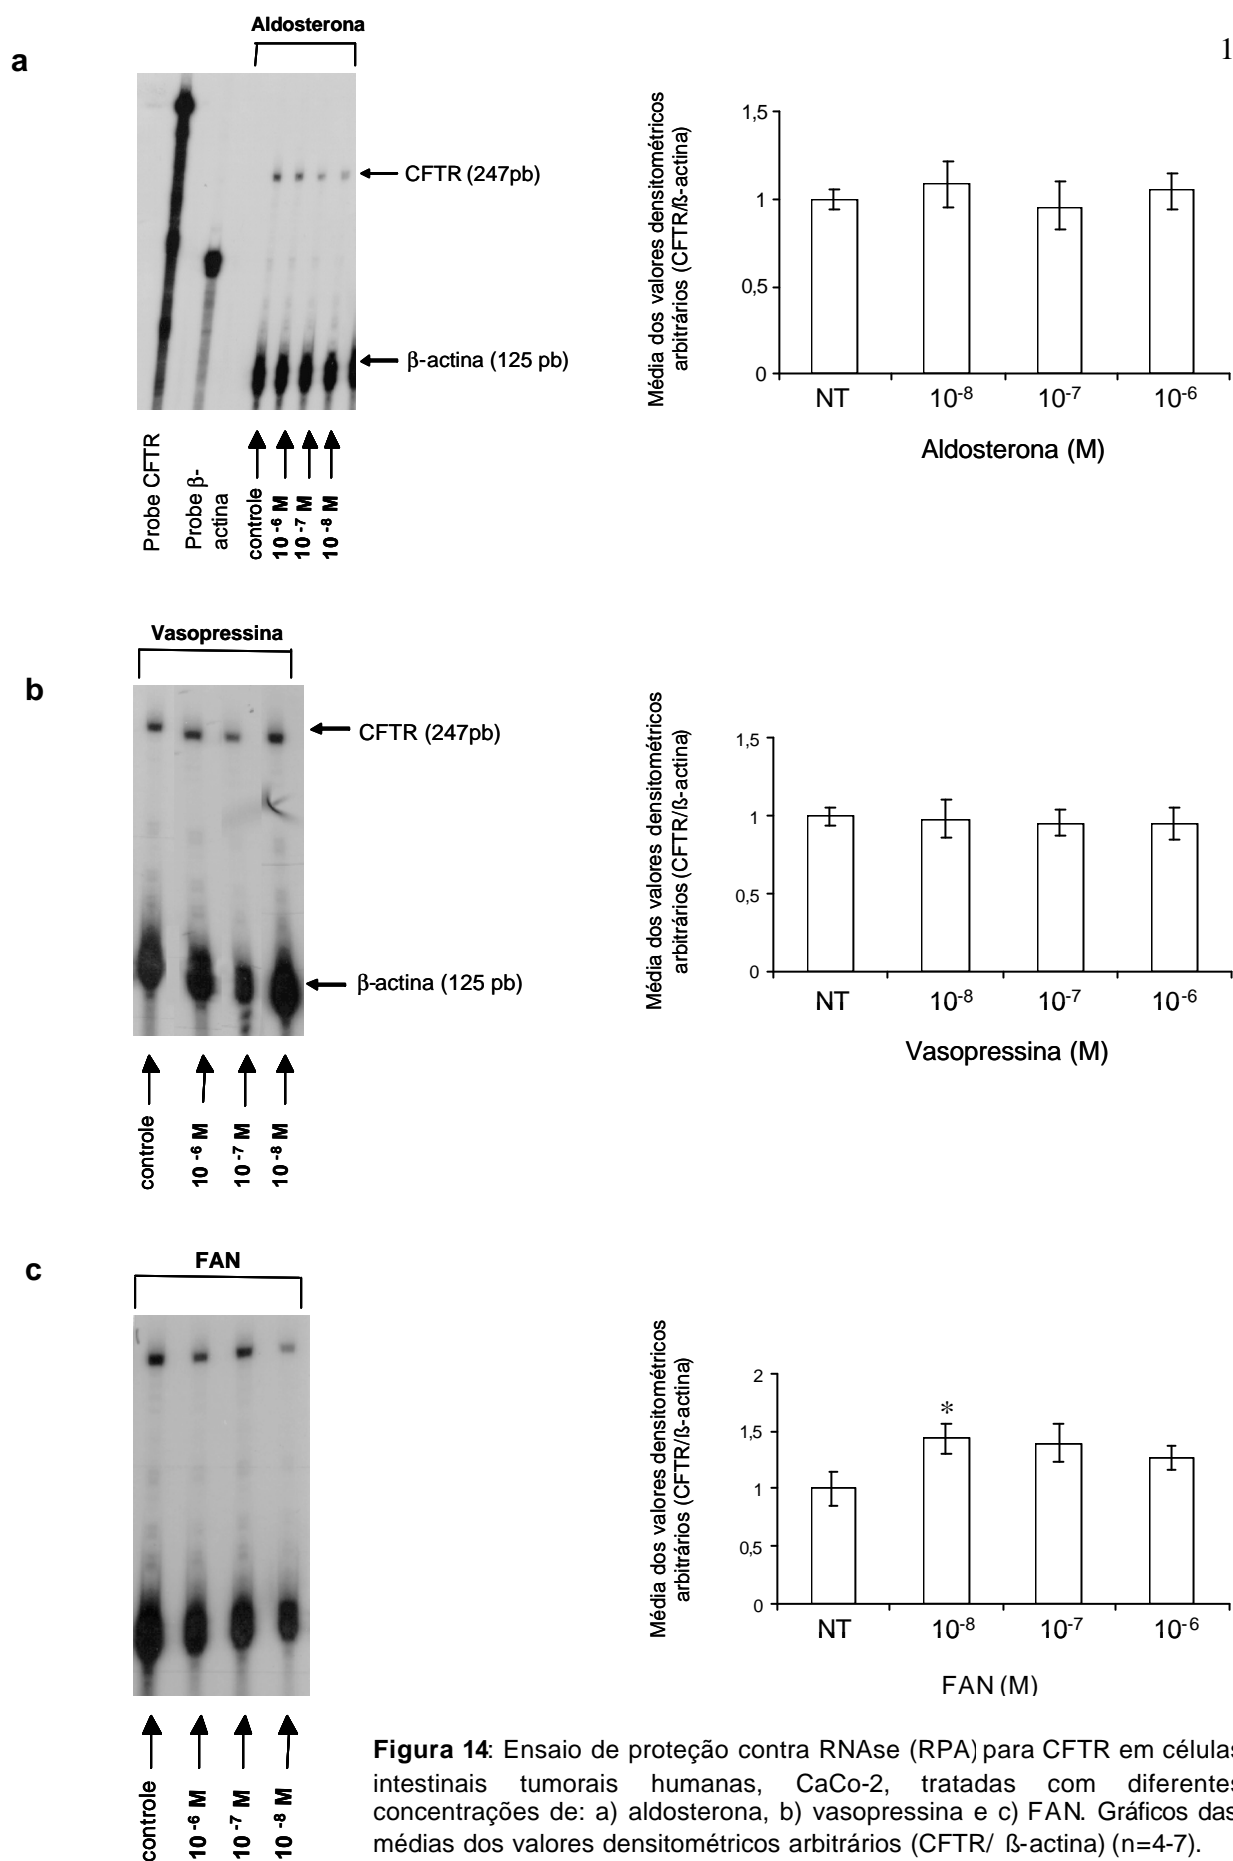 1
a
Aldosterona
CFTR (247pb)
β-actina (125 pb)
Probe CFTR
Probe β-
actina
controle
10⁻⁶ M
10⁻⁷ M
10⁻⁸ M
Média dos valores densitométricos
arbitrários (CFTR/ß-actina)
1,5
1
0,5
0
NT 10⁻⁸ 10⁻⁷ 10⁻⁶
Aldosterona (M)
b
Vasopressina
CFTR (247pb)
β-actina (125 pb)
controle
10⁻⁶ M
10⁻⁷ M
10⁻⁸ M
Média dos valores densitométricos
arbitrários (CFTR/ß-actina)
1,5
1
0,5
0
NT 10⁻⁸ 10⁻⁷ 10⁻⁶
Vasopressina (M)
c
FAN
controle
10⁻⁶ M
10⁻⁷ M
10⁻⁸ M
Média dos valores densitométricos
arbitrários (CFTR/ß-actina)
2
1,5
1
0,5
0
*
NT 10⁻⁸ 10⁻⁷ 10⁻⁶
FAN (M)
Figura 14: Ensaio de proteção contra RNAse (RPA) para CFTR em células
intestinais tumorais humanas, CaCo-2, tratadas com diferentes
concentrações de: a) aldosterona, b) vasopressina e c) FAN. Gráficos das
médias dos valores densitométricos arbitrários (CFTR/ ß-actina) (n=4-7).